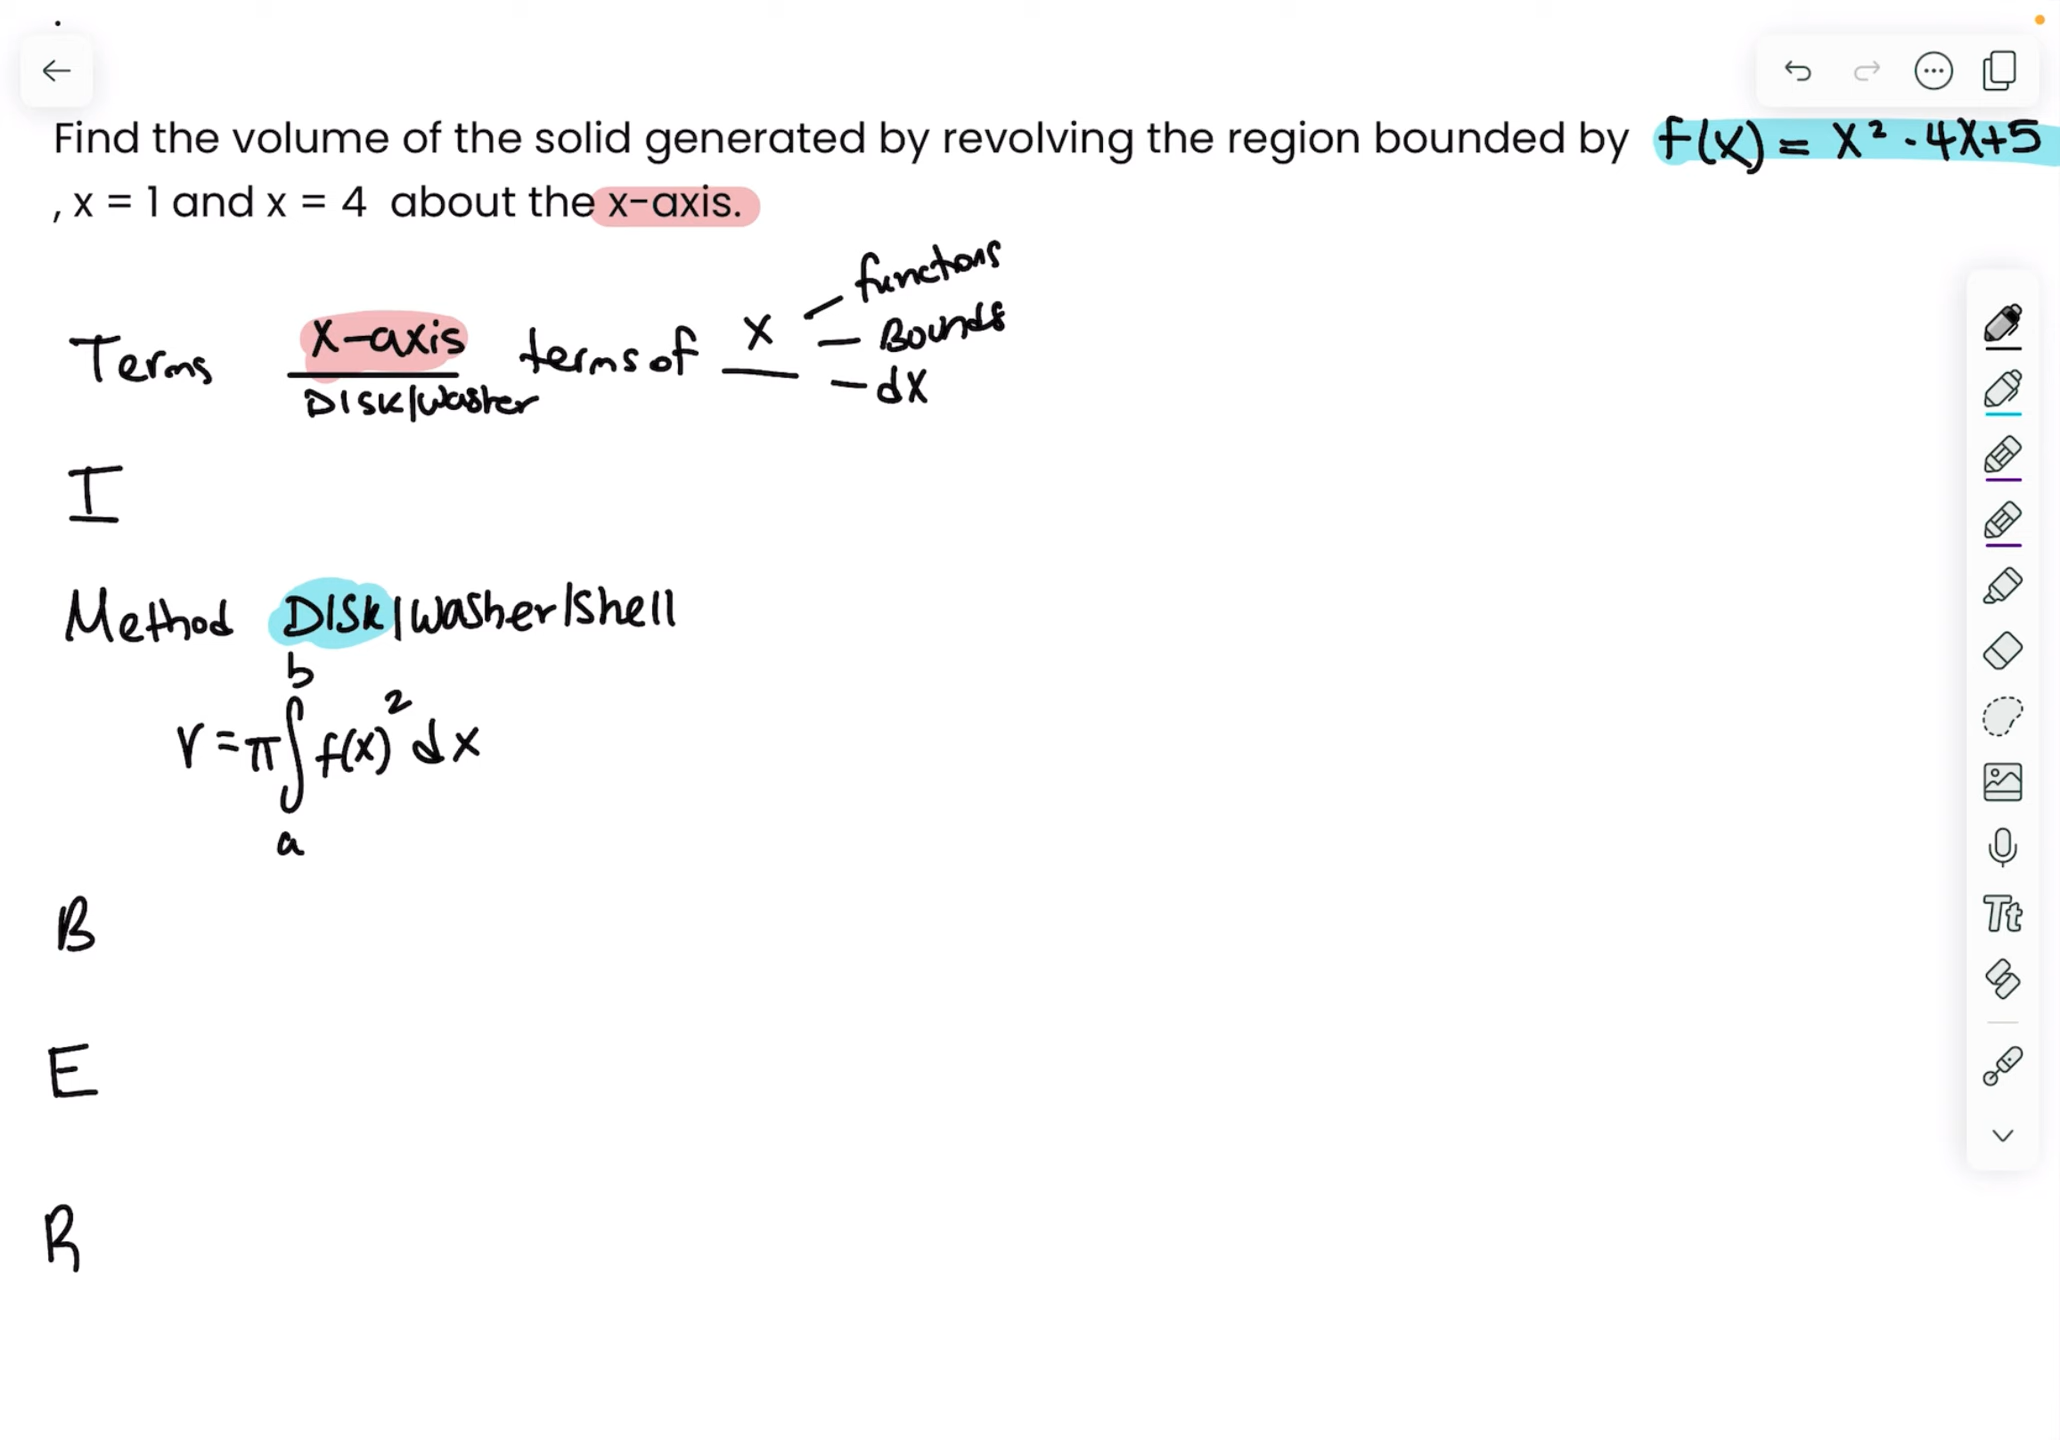 Find the volume of the solid generated by revolving the region bounded by f(x) = x² - 4x+5
, x = 1 and x = 4 about the x-axis.
Terms x-axis terms of x - functions
- Bounds
- dx
DISK/washer
I
Method DISK/washer/shell
V = π∫ f(x)² dx
b
a
B
E
R
Tt